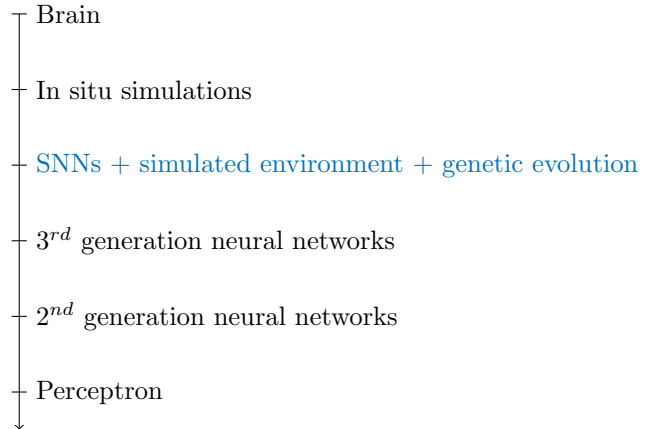 Brain
In situ simulations
SNNs + simulated environment + genetic evolution
3rd generation neural networks
2nd generation neural networks
Perceptron